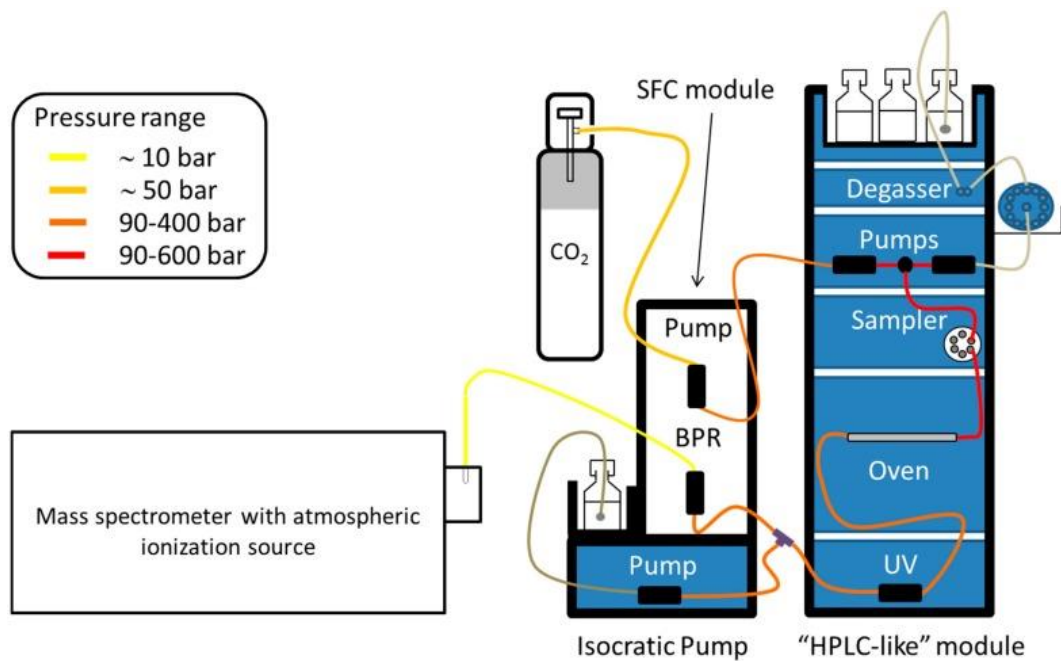 Pressure range
~ 10 bar
~ 50 bar
90-400 bar
90-600 bar
CO₂
SFC module
Pump
BPR
Degasser
Pumps
Sampler
Oven
UV
Mass spectrometer with atmospheric
ionization source
Pump
Isocratic Pump
“HPLC-like” module